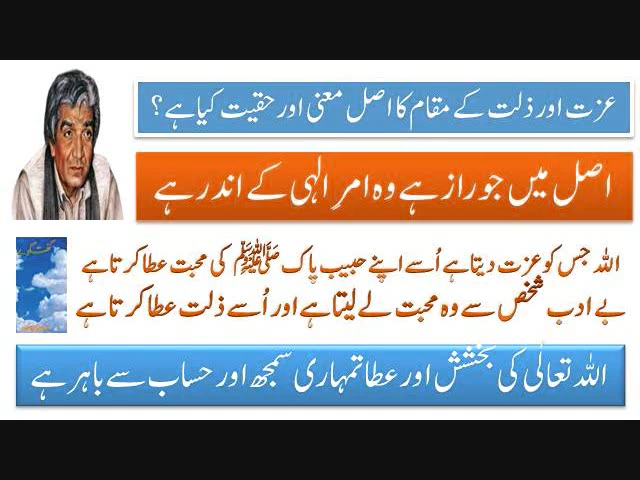 عزت اور ذلت کے مقام کا اصل معنی اور حقیت کیا ہے؟
اصل میں جو راز ہے وہ امرِ الہی کے اندر ہے
اللہ جس کو عزت دیتا ہے اُسے اپنے حبیب پاک ﷺ کی محبت عطا کرتا ہے
بے ادب شخص سے وہ محبت لے لیتا ہے اور اُسے ذلت عطا کرتا ہے
اللہ تعالٰی کی بخشش اور عطا تمہاری سمجھ اور حساب سے باہر ہے